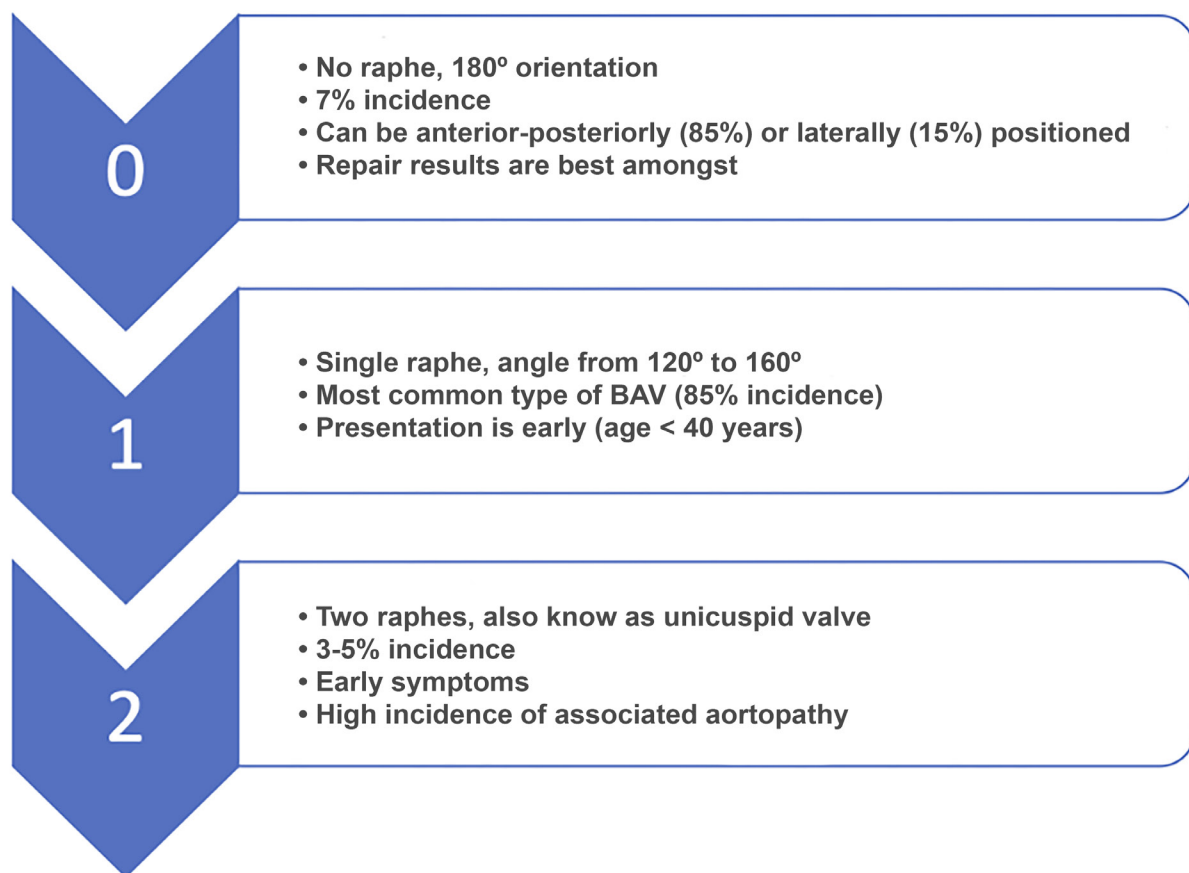 0
• No raphe, 180º orientation
• 7% incidence
• Can be anterior-posteriorly (85%) or laterally (15%) positioned
• Repair results are best amongst
1
• Single raphe, angle from 120º to 160º
• Most common type of BAV (85% incidence)
• Presentation is early (age < 40 years)
2
• Two raphes, also know as unicuspid valve
• 3-5% incidence
• Early symptoms
• High incidence of associated aortopathy